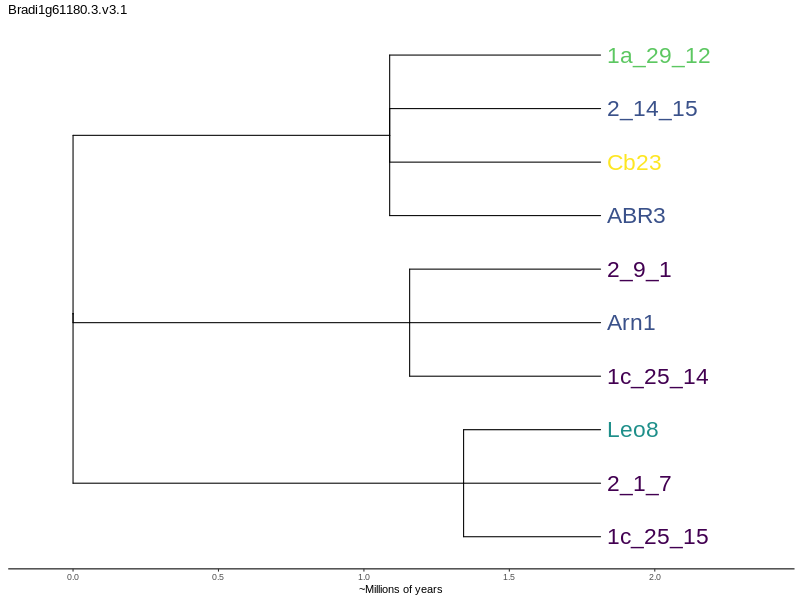 Bradi1g61180.3.v3.1
1a_29_12
2_14_15
Cb23
ABR3
2_9_1
Arn1
1c_25_14
Leo8
2_1_7
1c_25_15
0.0 0.5 1.0 1.5 2.0
~Millions of years